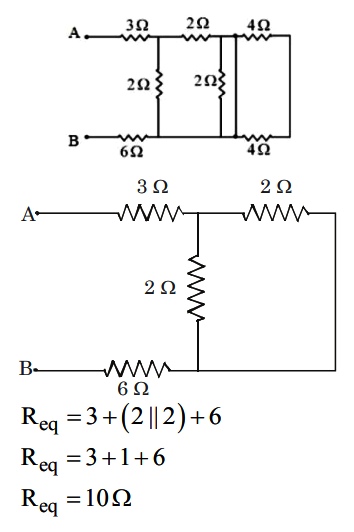 3Ω 2Ω 4Ω
A
2Ω 2Ω
B
6Ω 4Ω
3 Ω 2 Ω
A
2 Ω
B
6 Ω
R_eq = 3+(2||2)+6
R_eq = 3+1+6
R_eq = 10Ω